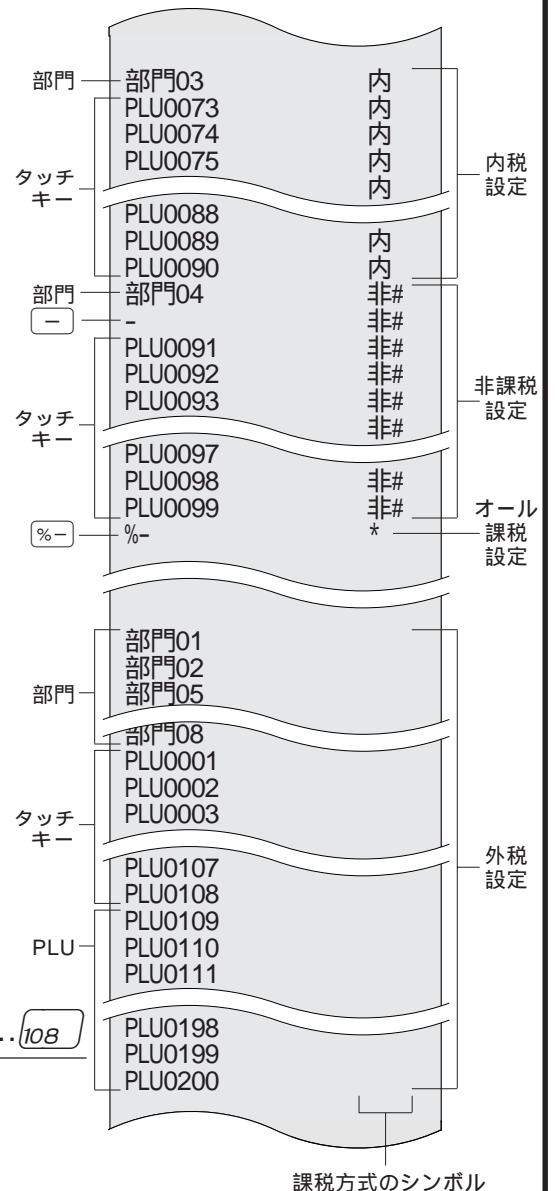 部門 部門03 内
PLU0073 内
PLU0074 内
PLU0075 内
内
タッチ
キー
内税
設定
PLU0088
PLU0089 内
PLU0090 内
部門 部門04 非#
− - 非#
PLU0091 非#
PLU0092 非#
PLU0093 非#
非#
タッチ
キー
非課税
設定
PLU0097
PLU0098 非#
PLU0099 非#
%− %- *
オール
課税
設定
部門01
部門02
部門 部門05
部門08
PLU0001
PLU0002
PLU0003
タッチ
キー
外税
設定
PLU0107
PLU0108
PLU0109
PLU PLU0110
PLU0111
..108
PLU0198
PLU0199
PLU0200
課税方式のシンボル